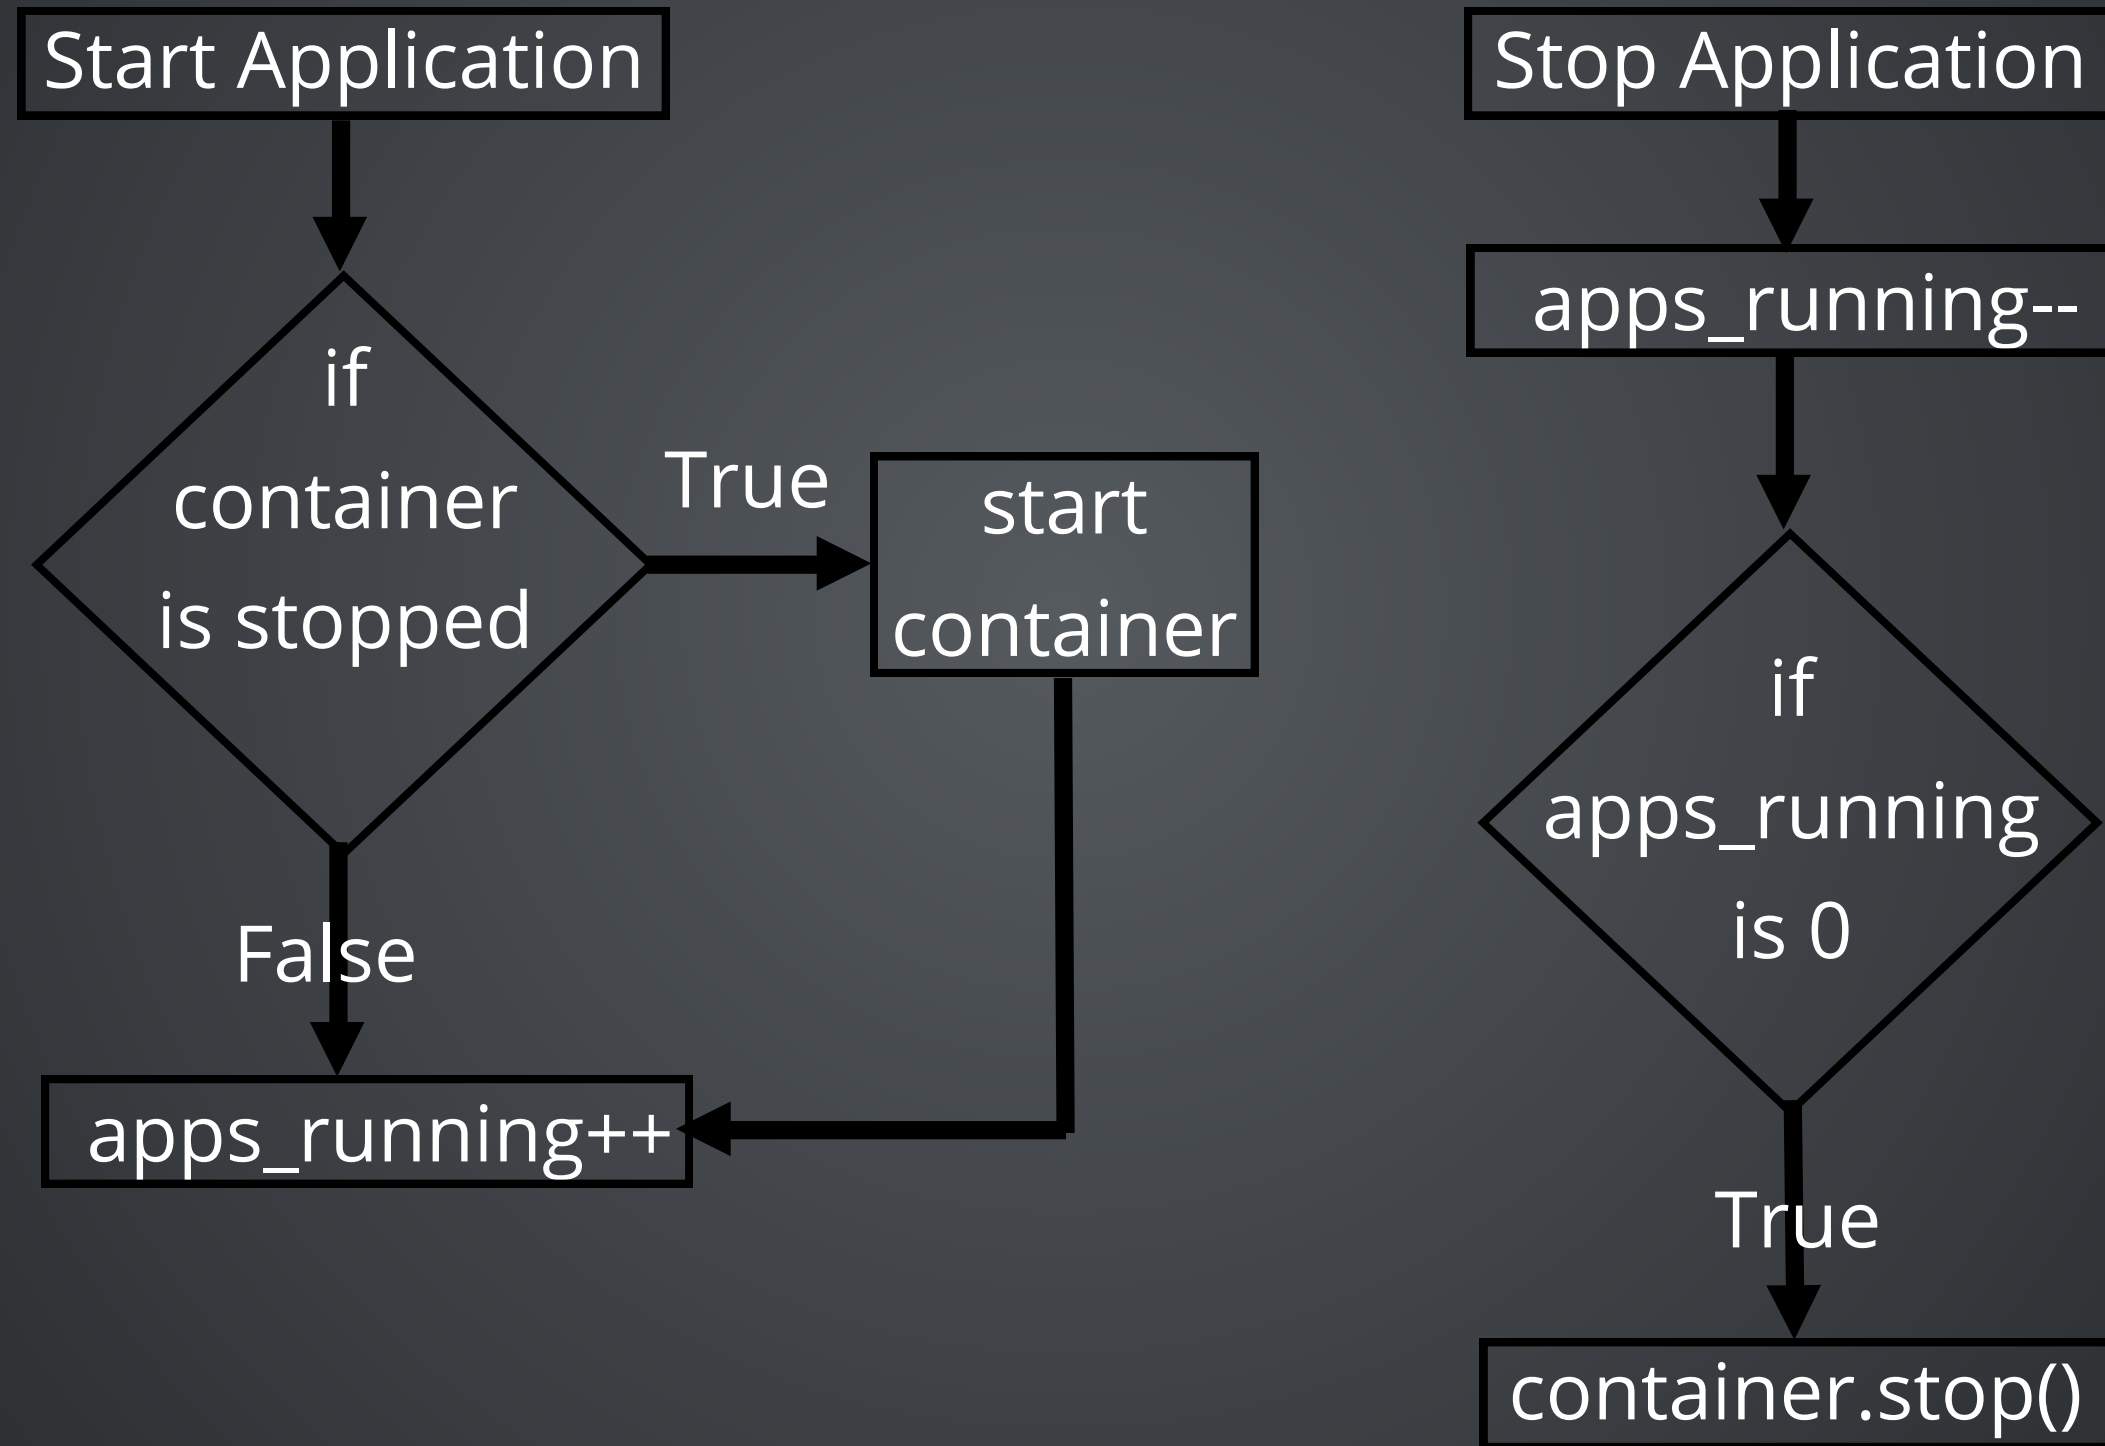 Start Application
if
container
is stopped
True
start
container
False
apps_running++
Stop Application
apps_running--
if
apps_running
is 0
True
container.stop()